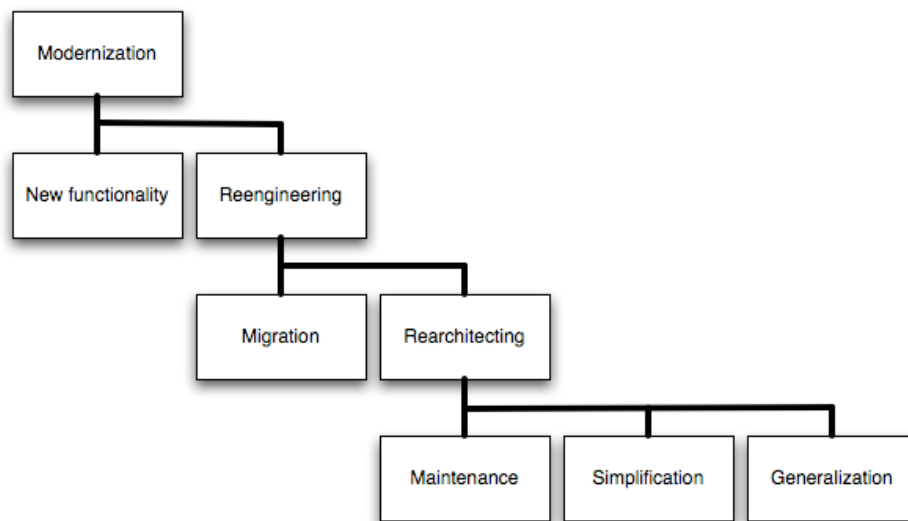 Modernization
New functionality
Reengineering
Migration
Rearchitecting
Maintenance
Simplification
Generalization